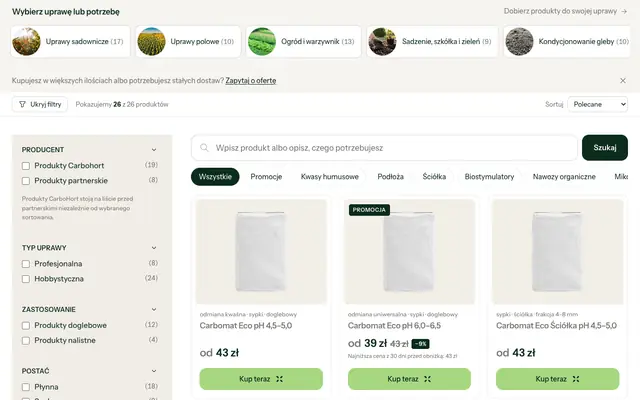 Wybierz uprawę lub potrzebę
Dobierz produkty do swojej uprawy →
Uprawy sadownicze (17)
Uprawy polowe (10)
Ogród i warzywnik (13)
Sadzenie, szkółka i zieleń (9)
Kondycjonowanie gleby (10)
Kupujesz w większych ilościach albo potrzebujesz stałych dostaw? Zapytaj o ofertę
Ukryj filtry
Pokazujemy 26 z 26 produktów
Sortuj
Polecane
PRODUCENT
Produkty Carbohort (19)
Produkty partnerskie (8)
Produkty CarboHort stoją na liście przed
partnerskimi niezależnie od wybranego
sortowania.
TYP UPRAWY
Profesjonalna (8)
Hobbystyczna (24)
ZASTOSOWANIE
Produkty doglebowe (12)
Produkty nalistne (4)
POSTAĆ
Płynna (18)
Wpisz produkt albo opisz, czego potrzebujesz
Szukaj
Wszystkie
Promocje
Kwasy humusowe
Podłoża
Ściółka
Biostymulatory
Nawozy organiczne
odmiana kwaśna · sypki · doglebowy
Carbomat Eco pH 4,5–5,0
od 43 zł
Kup teraz
PROMOCJA
odmiana uniwersalna · sypki · doglebowy
Carbomat Eco pH 6,0–6,5
od 39 zł 43 zł −9%
Najniższa cena z 30 dni przed obniżką: 43 zł
Kup teraz
sypki · ściółka · frakcja 4–8 mm
Carbomat Eco Ściółka pH 4,5–5,0
od 43 zł
Kup teraz